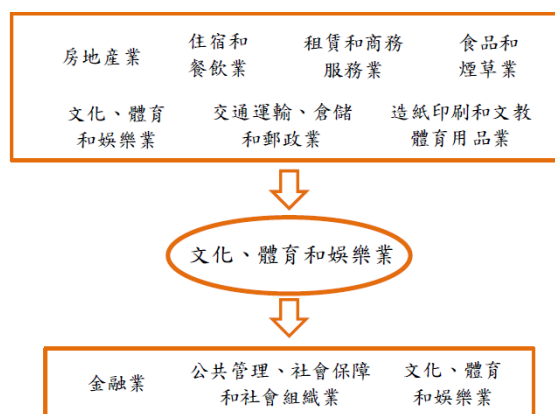 房地產業
住宿和
餐飲業
租賃和商務
服務業
食品和
煙草業
文化、體育
和娛樂業
交通運輸、倉儲
和郵政業
造紙印刷和文教
體育用品業
文化、體育和娛樂業
金融業
公共管理、社會保障
和社會組織業
文化、體育
和娛樂業